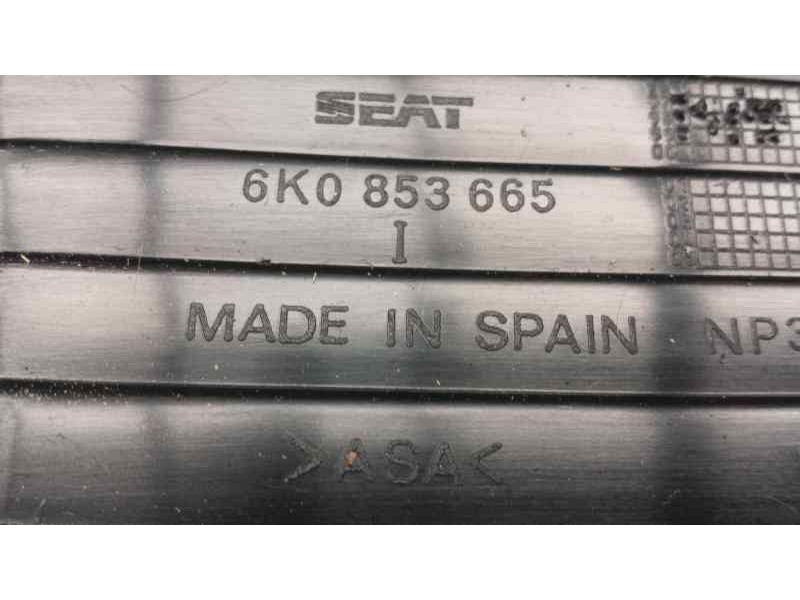 SEAT
6K0 853 665
I
MADE IN SPAIN NP3
>ASA<